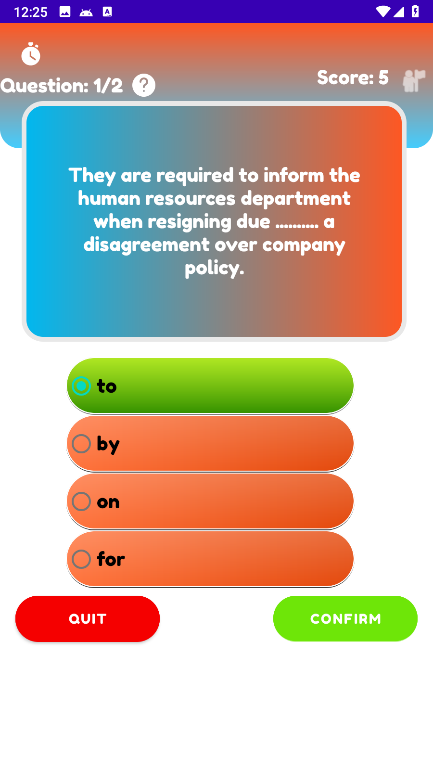 12:25
Question: 1/2 ?
Score: 5
They are required to inform the
human resources department
when resigning due .......... a
disagreement over company
policy.
to
by
on
for
QUIT
CONFIRM